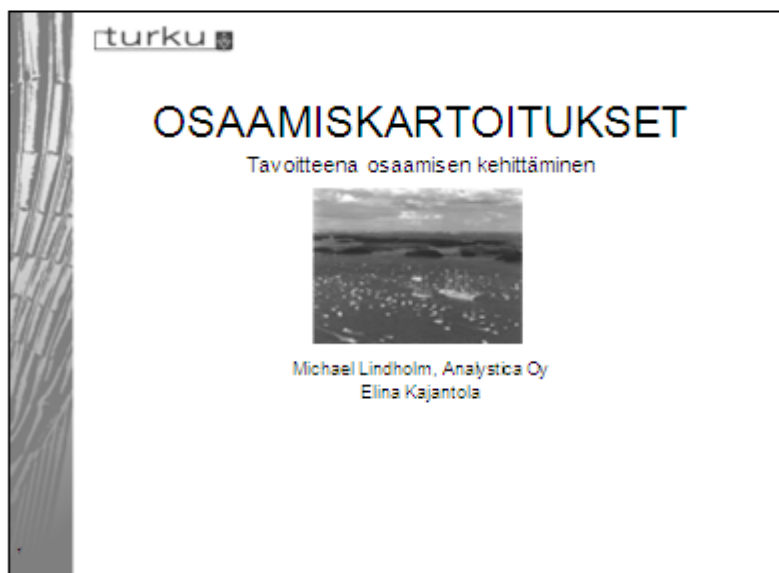 turku
OSAAMISKARTOITUKSET
Tavoitteena osaamisen kehittäminen
Michael Lindholm, Analystica Oy
Elina Kajantola